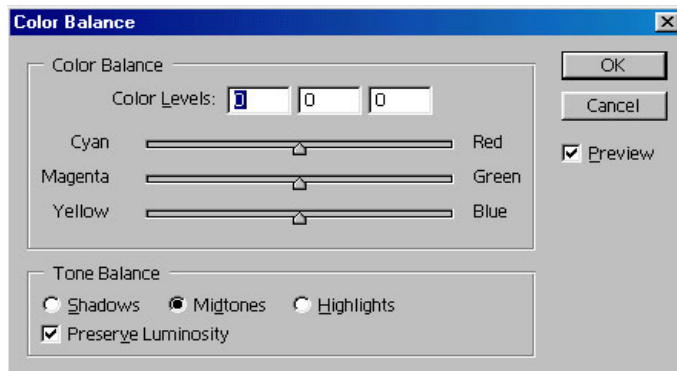 Color Balance
Color Balance
OK
Color Levels: 0 0 0
Cancel
Cyan Red
Preview
Magenta Green
Yellow Blue
Tone Balance
Shadows Midtones Highlights
Preserve Luminosity